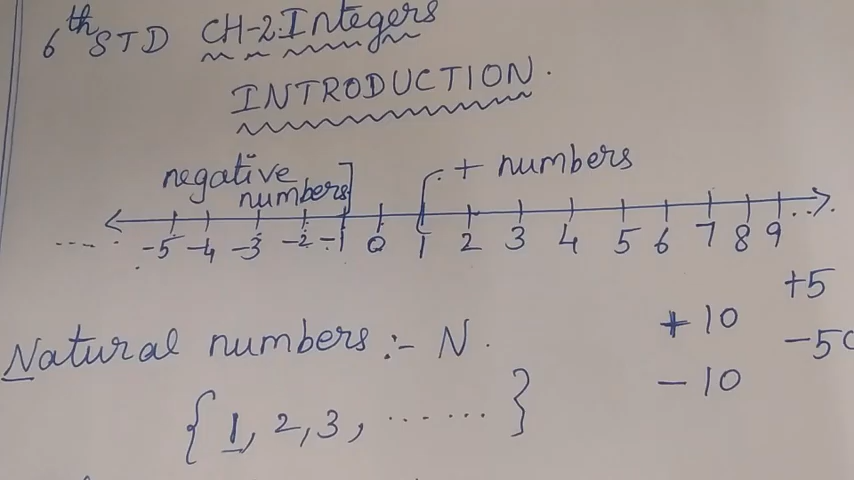 6th STD CH-2: Integers
INTRODUCTION.
negative numbers + numbers
.... -5 -4 -3 -2 -1 0 1 2 3 4 5 6 7 8 9 ...
+5
+10
Natural numbers :- N.
-10
{1, 2, 3, ......}